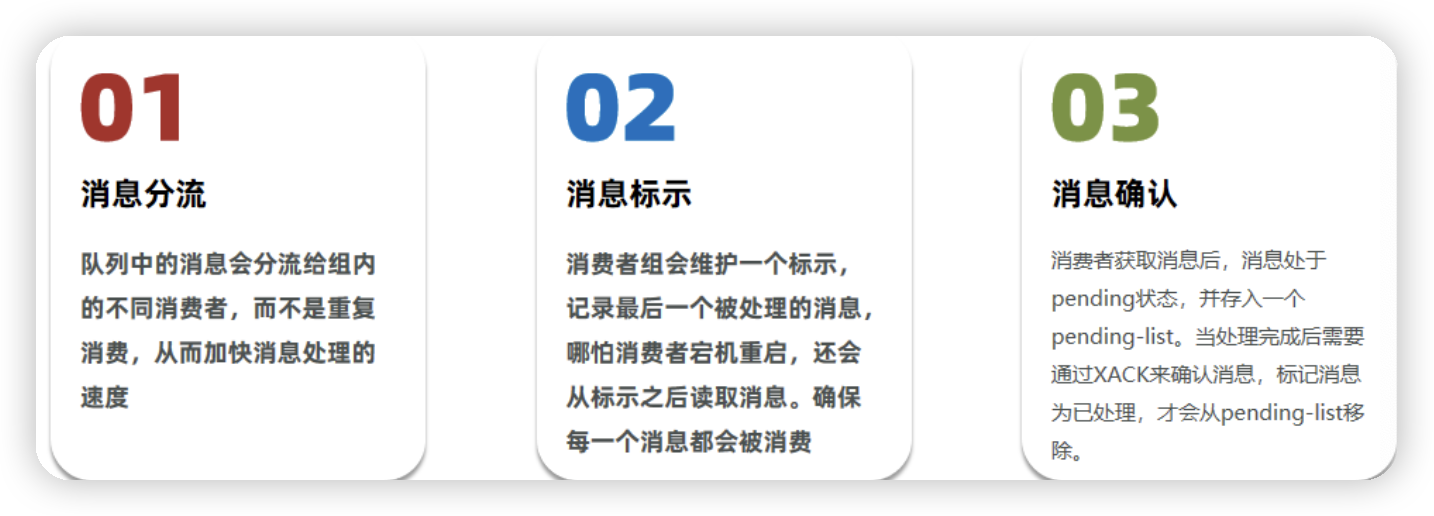 01
消息分流
队列中的消息会分流给组内
的不同消费者，而不是重复
消费，从而加快消息处理的
速度
02
消息标示
消费者组会维护一个标示，
记录最后一个被处理的消息，
哪怕消费者宕机重启，还会
从标示之后读取消息。确保
每一个消息都会被消费
03
消息确认
消费者获取消息后，消息处于
pending状态，并存入一个
pending-list。当处理完成后需要
通过XACK来确认消息，标记消息
为已处理，才会从pending-list移
除。